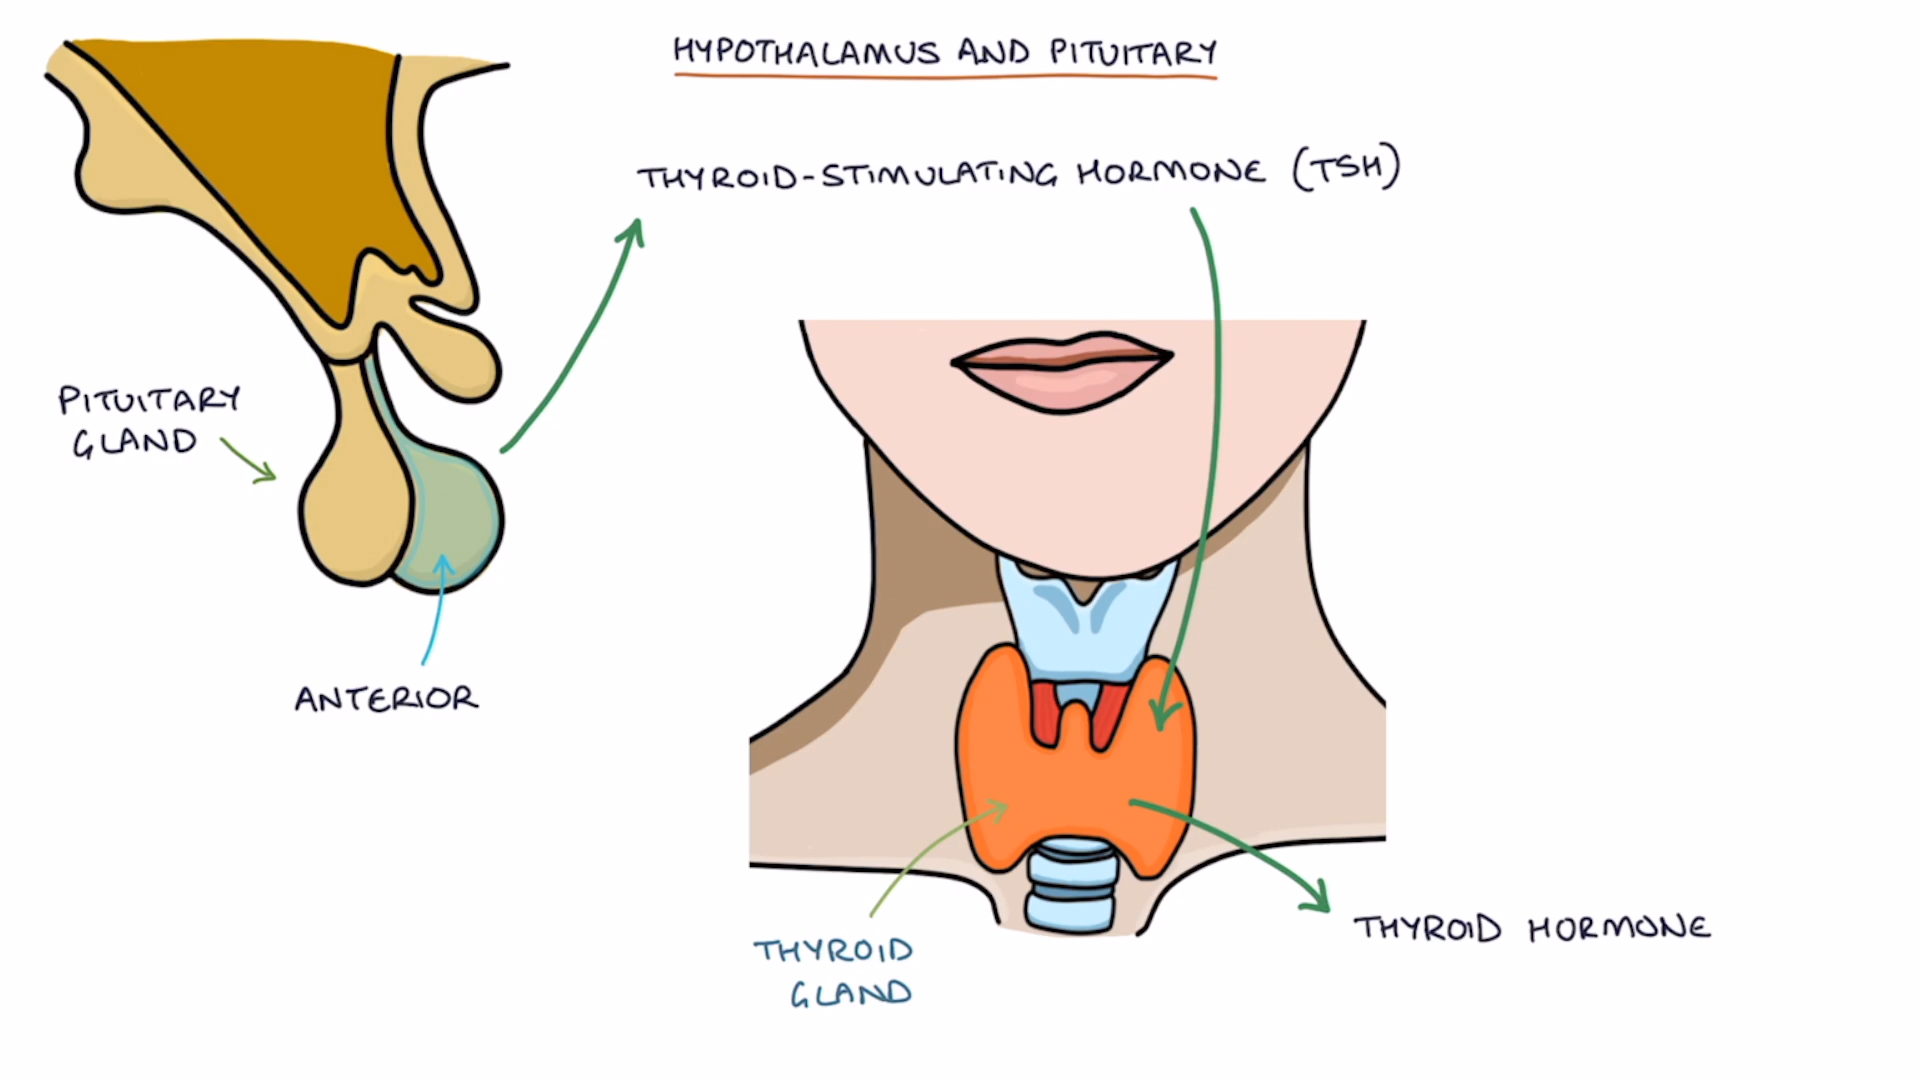 HYPOTHALAMUS AND PITUITARY
THYROID-STIMULATING HORMONE (TSH)
PITUITARY
GLAND
ANTERIOR
THYROID
GLAND
THYROID HORMONE